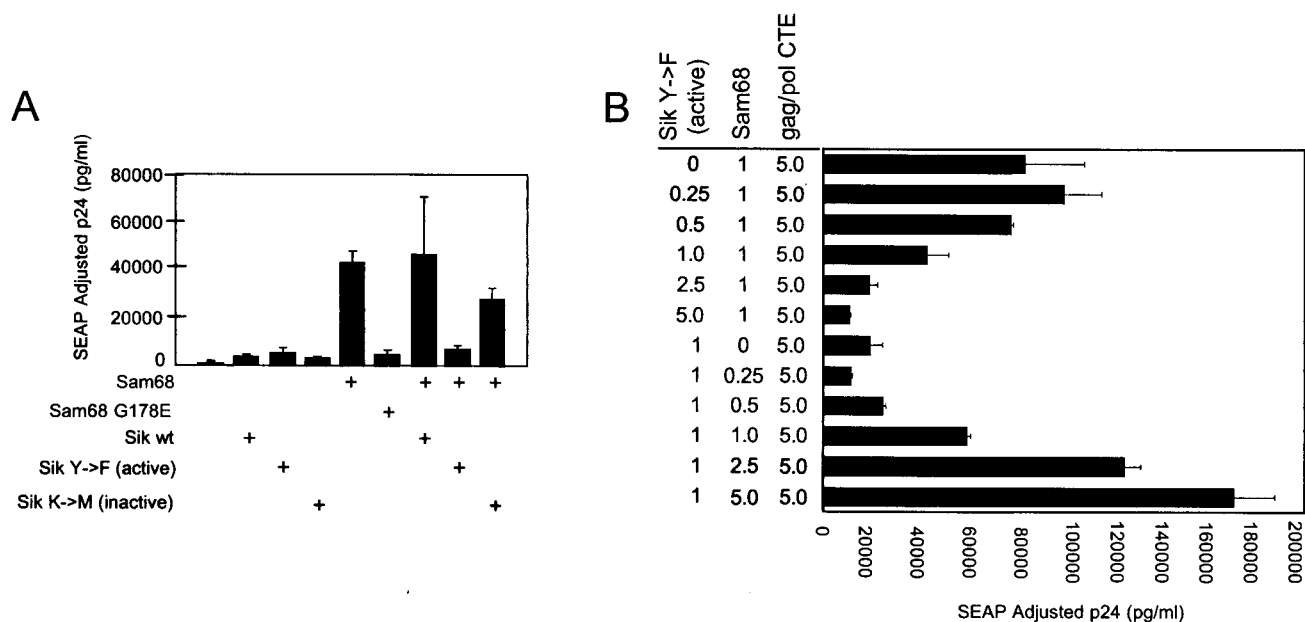 A
SEAP Adjusted p24 (pg/ml)
80000
60000
40000
20000
0
Sam68 + + + +
Sam68 G178E +
Sik wt + +
Sik Y->F (active) + +
Sik K->M (inactive) + +
B
Sik Y->F (active) Sam68 gag/pol CTE
0 1 5.0
0.25 1 5.0
0.5 1 5.0
1.0 1 5.0
2.5 1 5.0
5.0 1 5.0
1 0 5.0
1 0.25 5.0
1 0.5 5.0
1 1.0 5.0
1 2.5 5.0
1 5.0 5.0
0 20000 40000 60000 80000 100000 120000 140000 160000 180000 200000
SEAP Adjusted p24 (pg/ml)